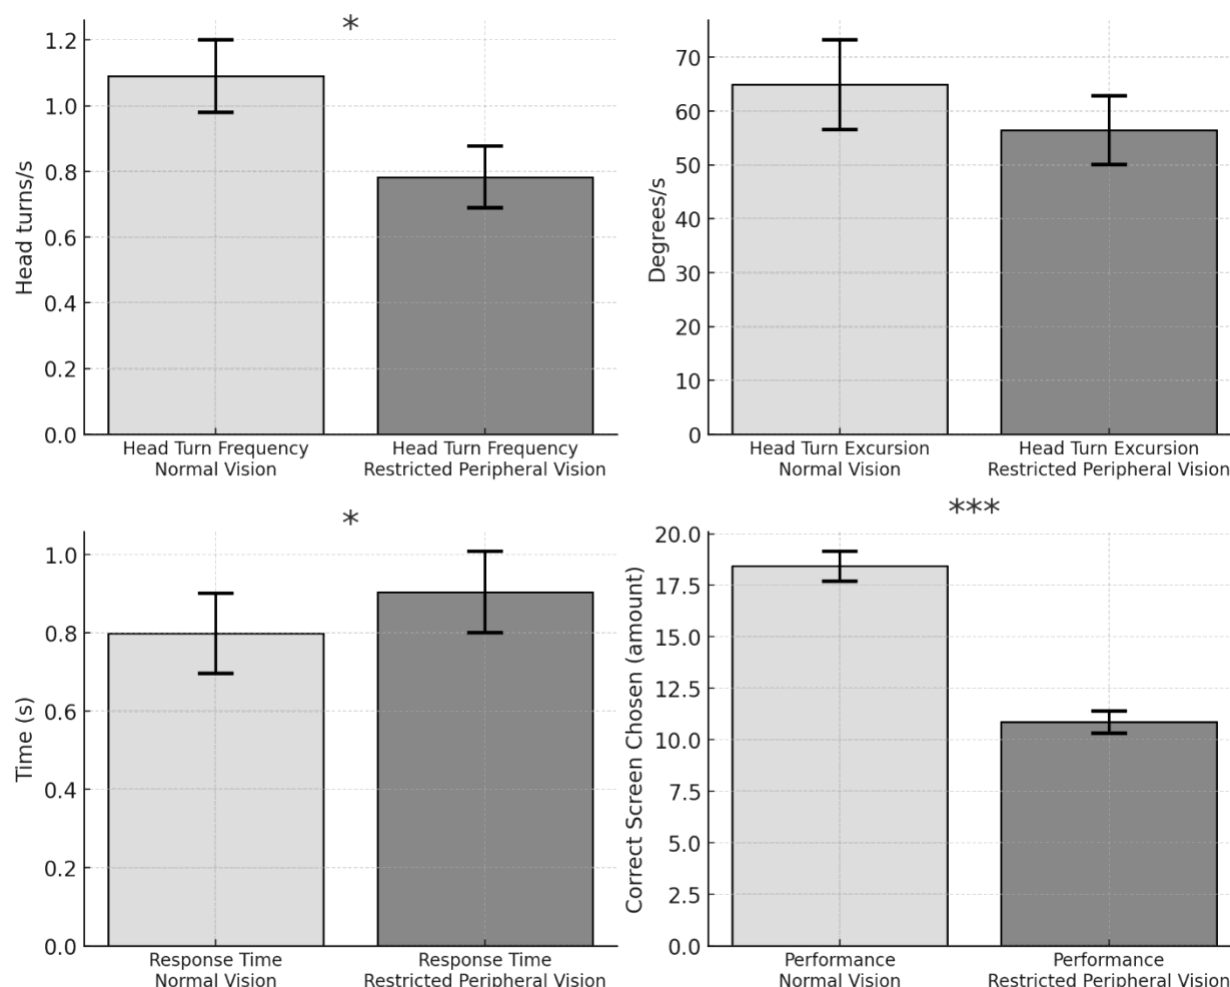 *
1.2
1.0
0.8
0.6
0.4
0.2
0.0
Head turns/s
Head Turn Frequency
Normal Vision
Head Turn Frequency
Restricted Peripheral Vision
70
60
50
40
30
20
10
0
Degrees/s
Head Turn Excursion
Normal Vision
Head Turn Excursion
Restricted Peripheral Vision
*
1.0
0.8
0.6
0.4
0.2
0.0
Time (s)
Response Time
Normal Vision
Response Time
Restricted Peripheral Vision
***
20.0
17.5
15.0
12.5
10.0
7.5
5.0
2.5
0.0
Correct Screen Chosen (amount)
Performance
Normal Vision
Performance
Restricted Peripheral Vision